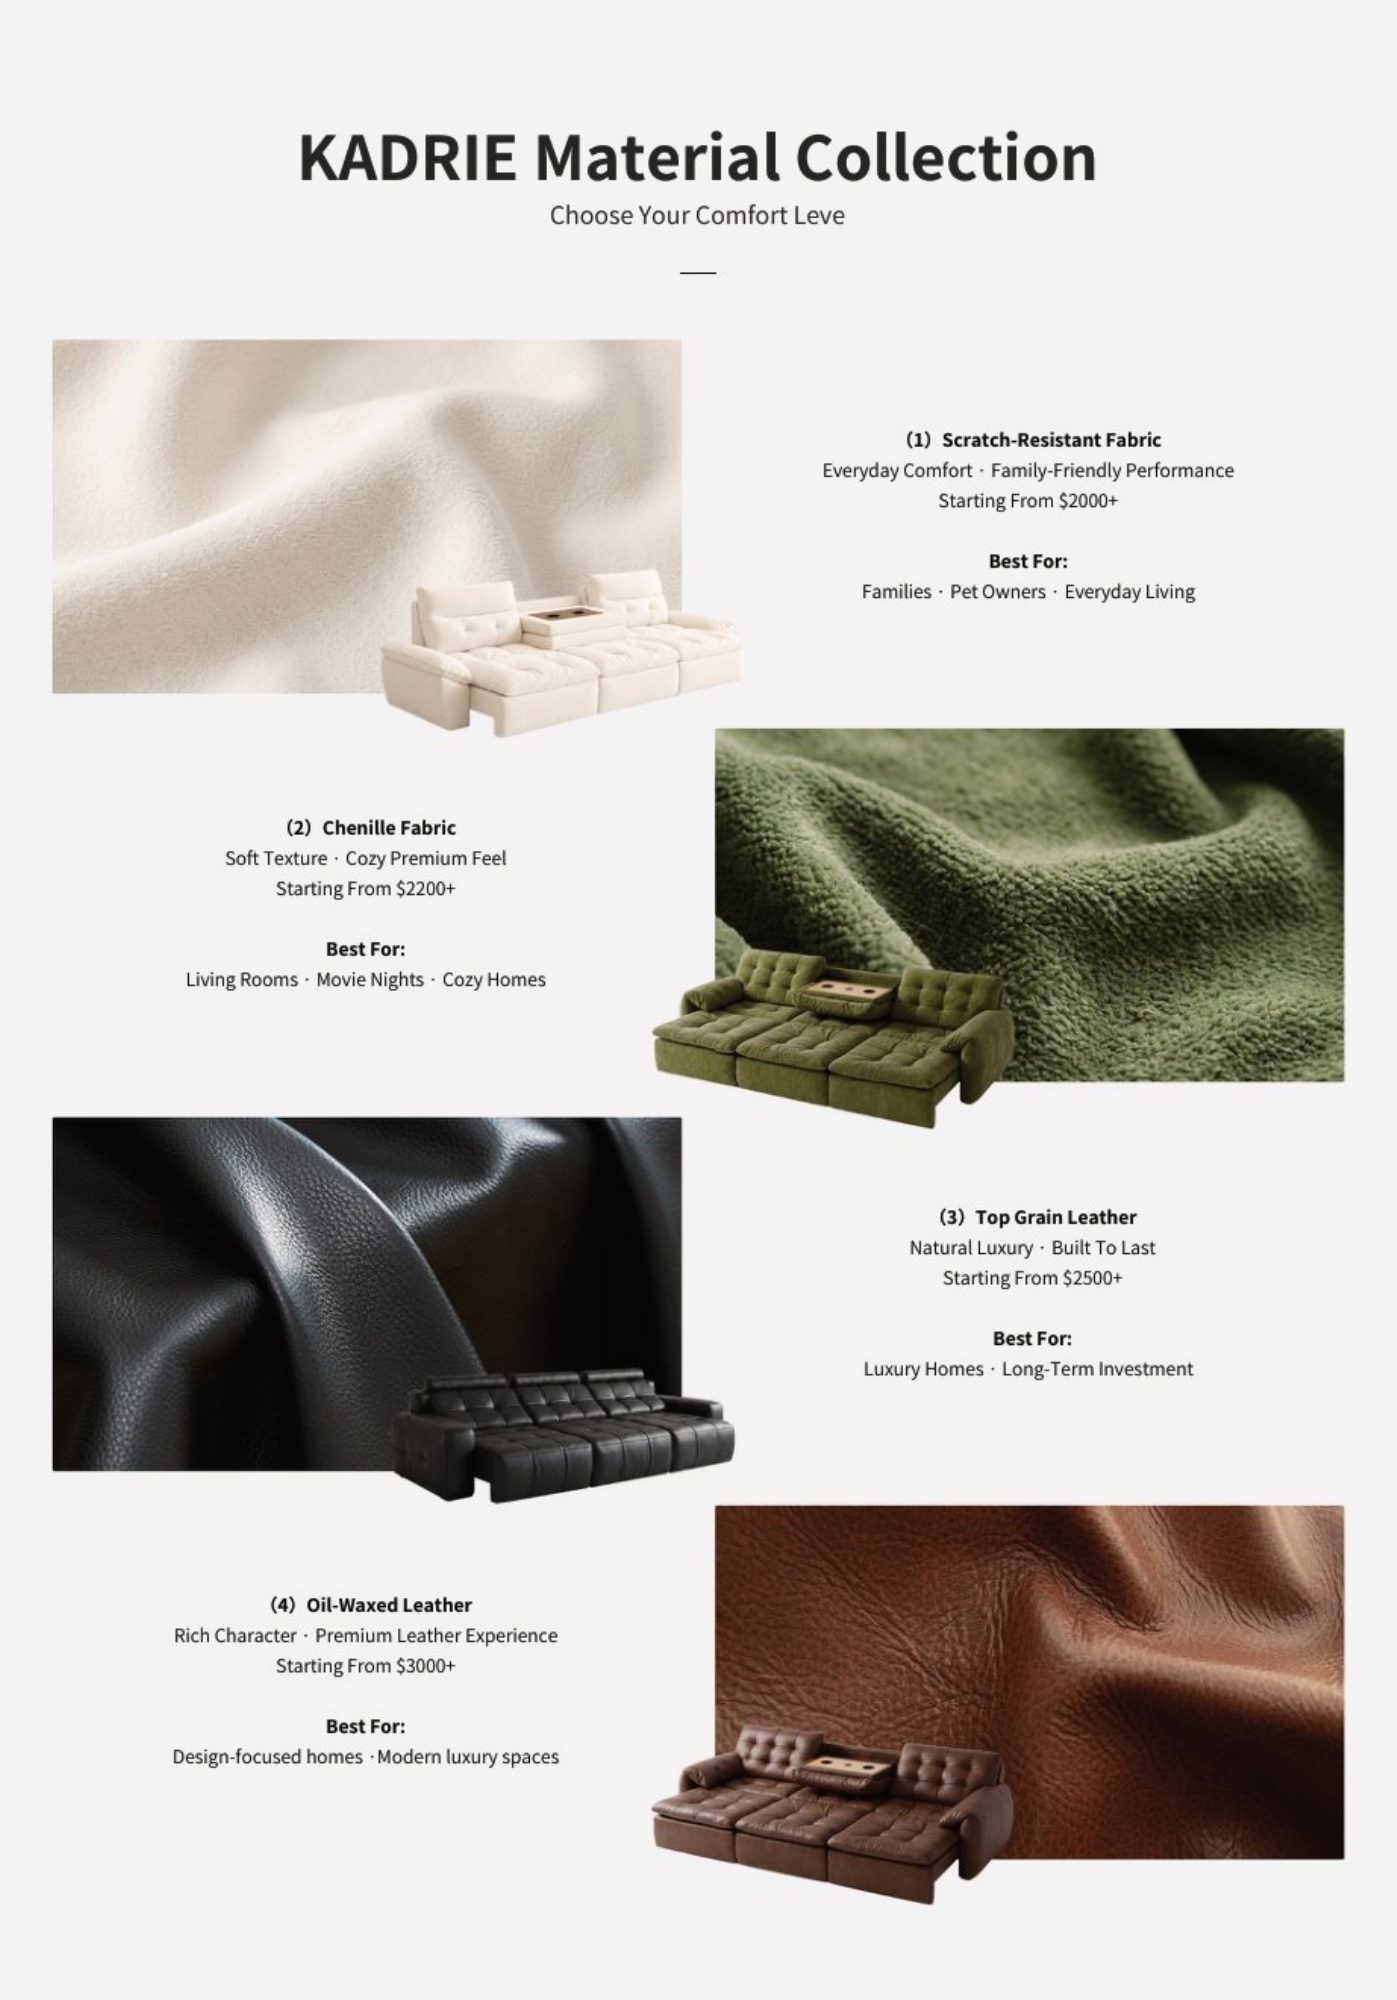 KADRIE Material Collection
Choose Your Comfort Leve
（1）Scratch-Resistant Fabric
Everyday Comfort · Family-Friendly Performance
Starting From $2000+
Best For:
Families · Pet Owners · Everyday Living
（2）Chenille Fabric
Soft Texture · Cozy Premium Feel
Starting From $2200+
Best For:
Living Rooms · Movie Nights · Cozy Homes
（3）Top Grain Leather
Natural Luxury · Built To Last
Starting From $2500+
Best For:
Luxury Homes · Long-Term Investment
（4）Oil-Waxed Leather
Rich Character · Premium Leather Experience
Starting From $3000+
Best For:
Design-focused homes ·Modern luxury spaces